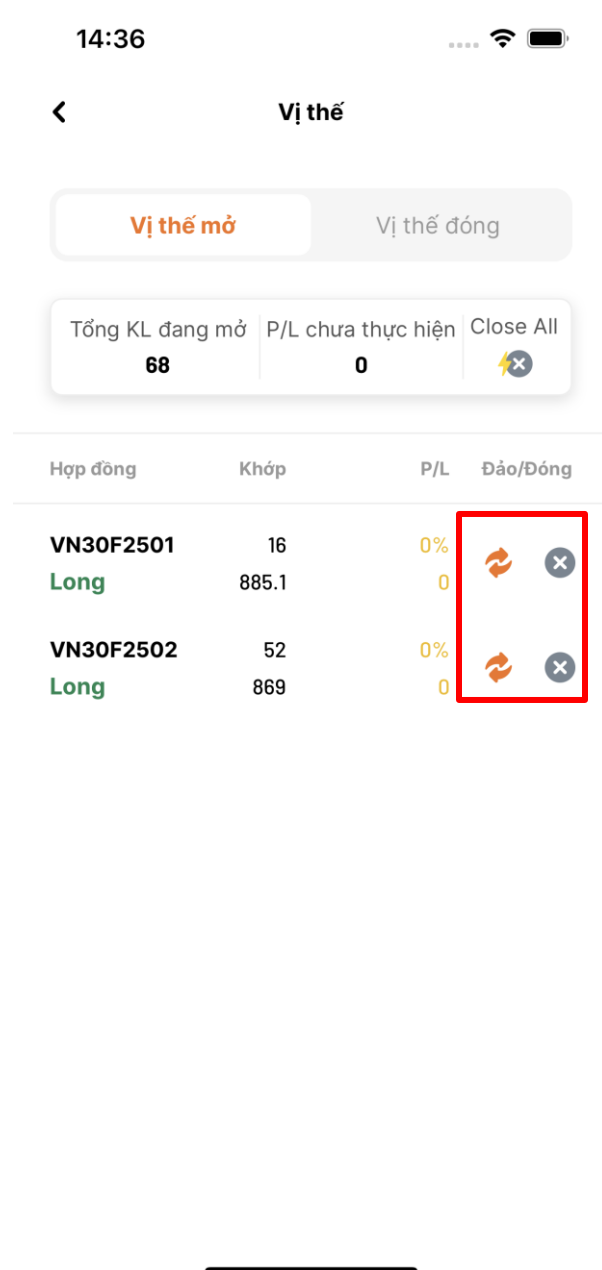 14:36
Vị thế
Vị thế mở Vị thế đóng
Tổng KL đang mở P/L chưa thực hiện Close All
68 0
Hợp đồng Khớp P/L Đảo/Đóng
VN30F2501 16 0%
Long 885.1 0
VN30F2502 52 0%
Long 869 0